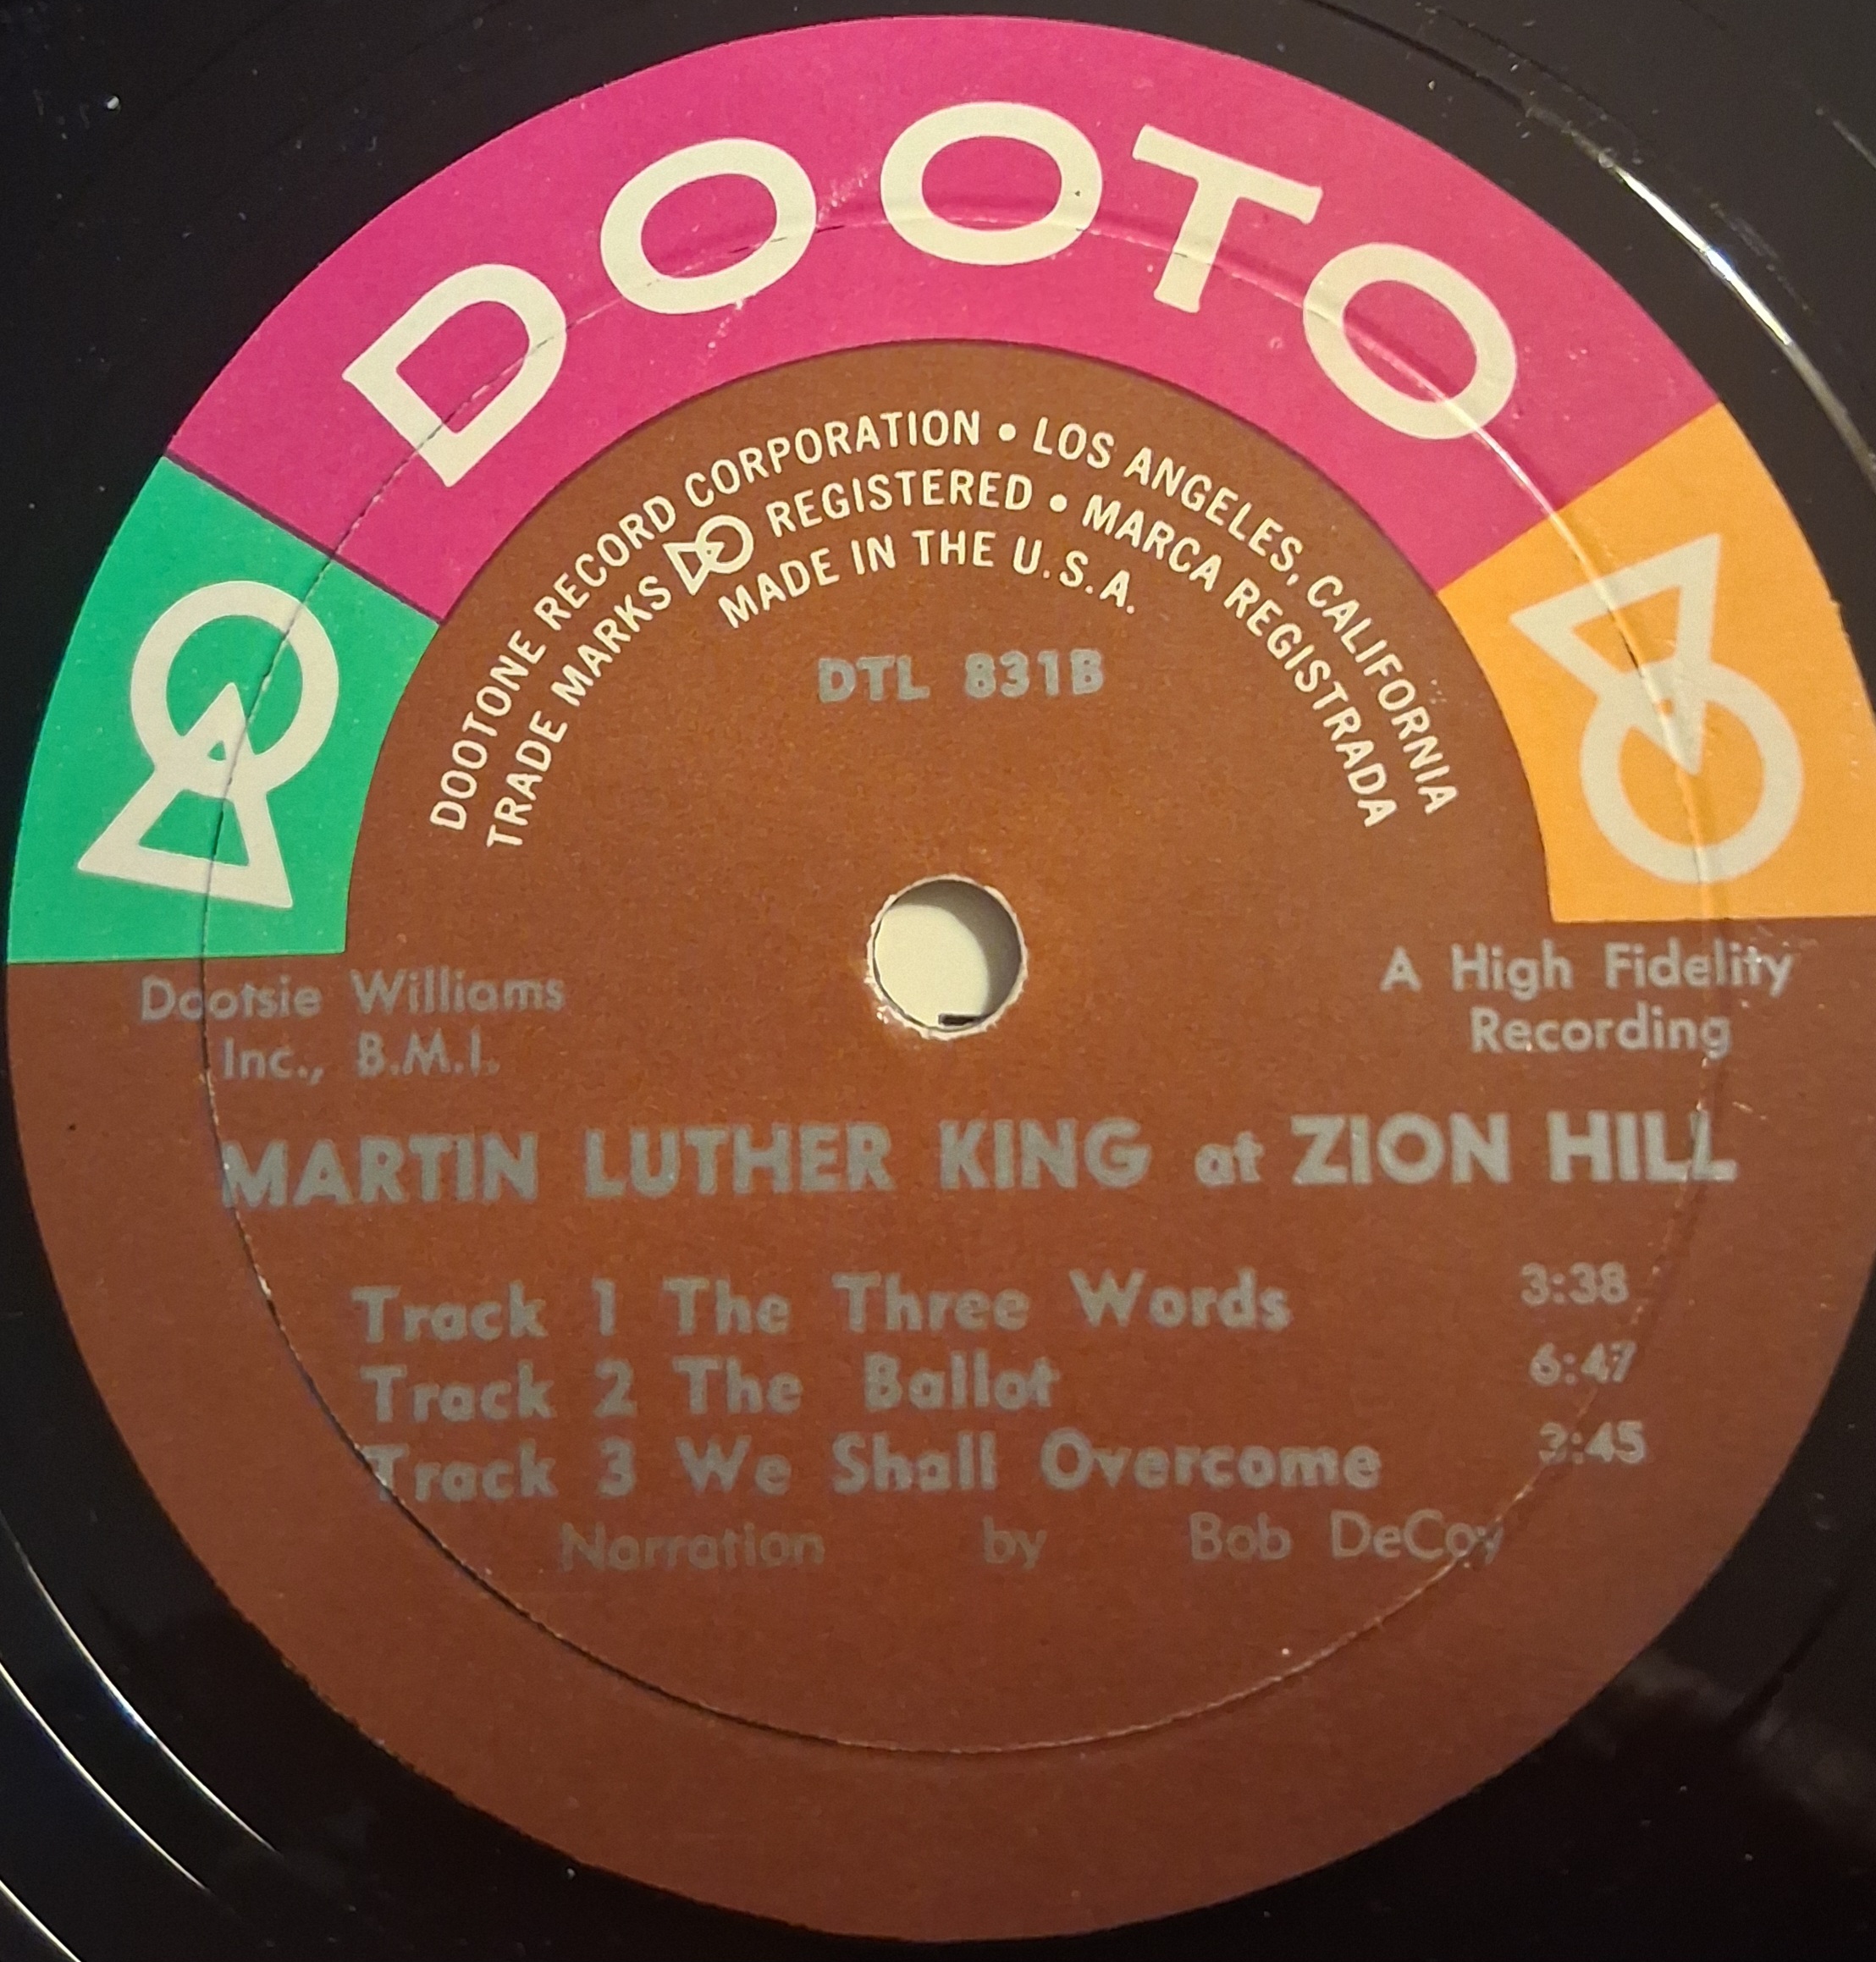 DOOTO
DOOTONE RECORD CORPORATION • LOS ANGELES, CALIFORNIA
TRADE MARKS DO REGISTERED • MARCA REGISTRADA
MADE IN THE U.S.A.
DTL 831B
Dootsie Williams
Inc., B.M.I.
A High Fidelity
Recording
MARTIN LUTHER KING at ZION HILL
Track 1 The Three Words 3:38
Track 2 The Ballot 6:47
Track 3 We Shall Overcome 3:45
Narration by Bob DeCoy